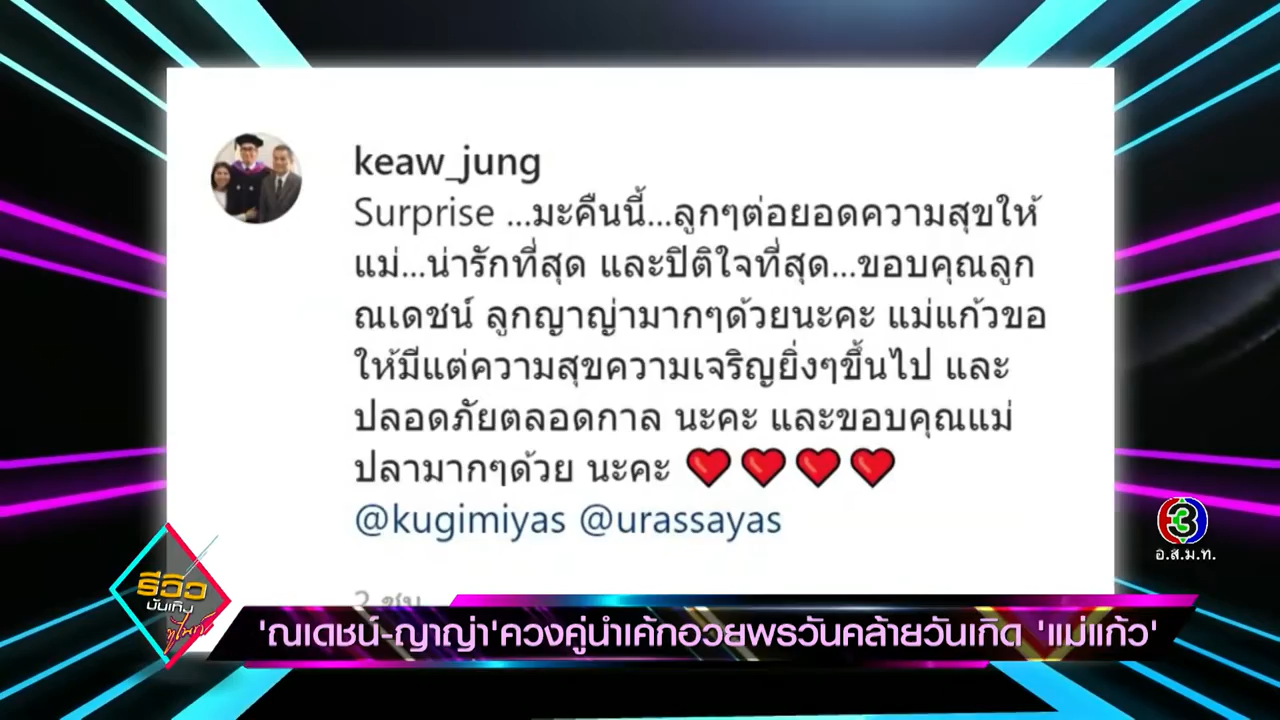 keaw_jung
Surprise ...มะคืนนี้...ลูกๆต่อยอดความสุขให้
แม่...น่ารักที่สุด และปิติใจที่สุด...ขอบคุณลูก
ณเดชน์ ลูกญาญ่ามากๆด้วยนะคะ แม่แก้วขอ
ให้มีแต่ความสุขความเจริญยิ่งๆขึ้นไป และ
ปลอดภัยตลอดกาล นะคะ และขอบคุณแม่
ปลามากๆด้วย นะคะ ❤❤❤❤
@kugimiyas @urassayas
3
อ.ส.ม.ท.
รีวิว
บันเทิง
'ณเดชน์-ญาญ่า'ควงคู่นำเค้กอวยพรวันคล้ายวันเกิด 'แม่แก้ว'